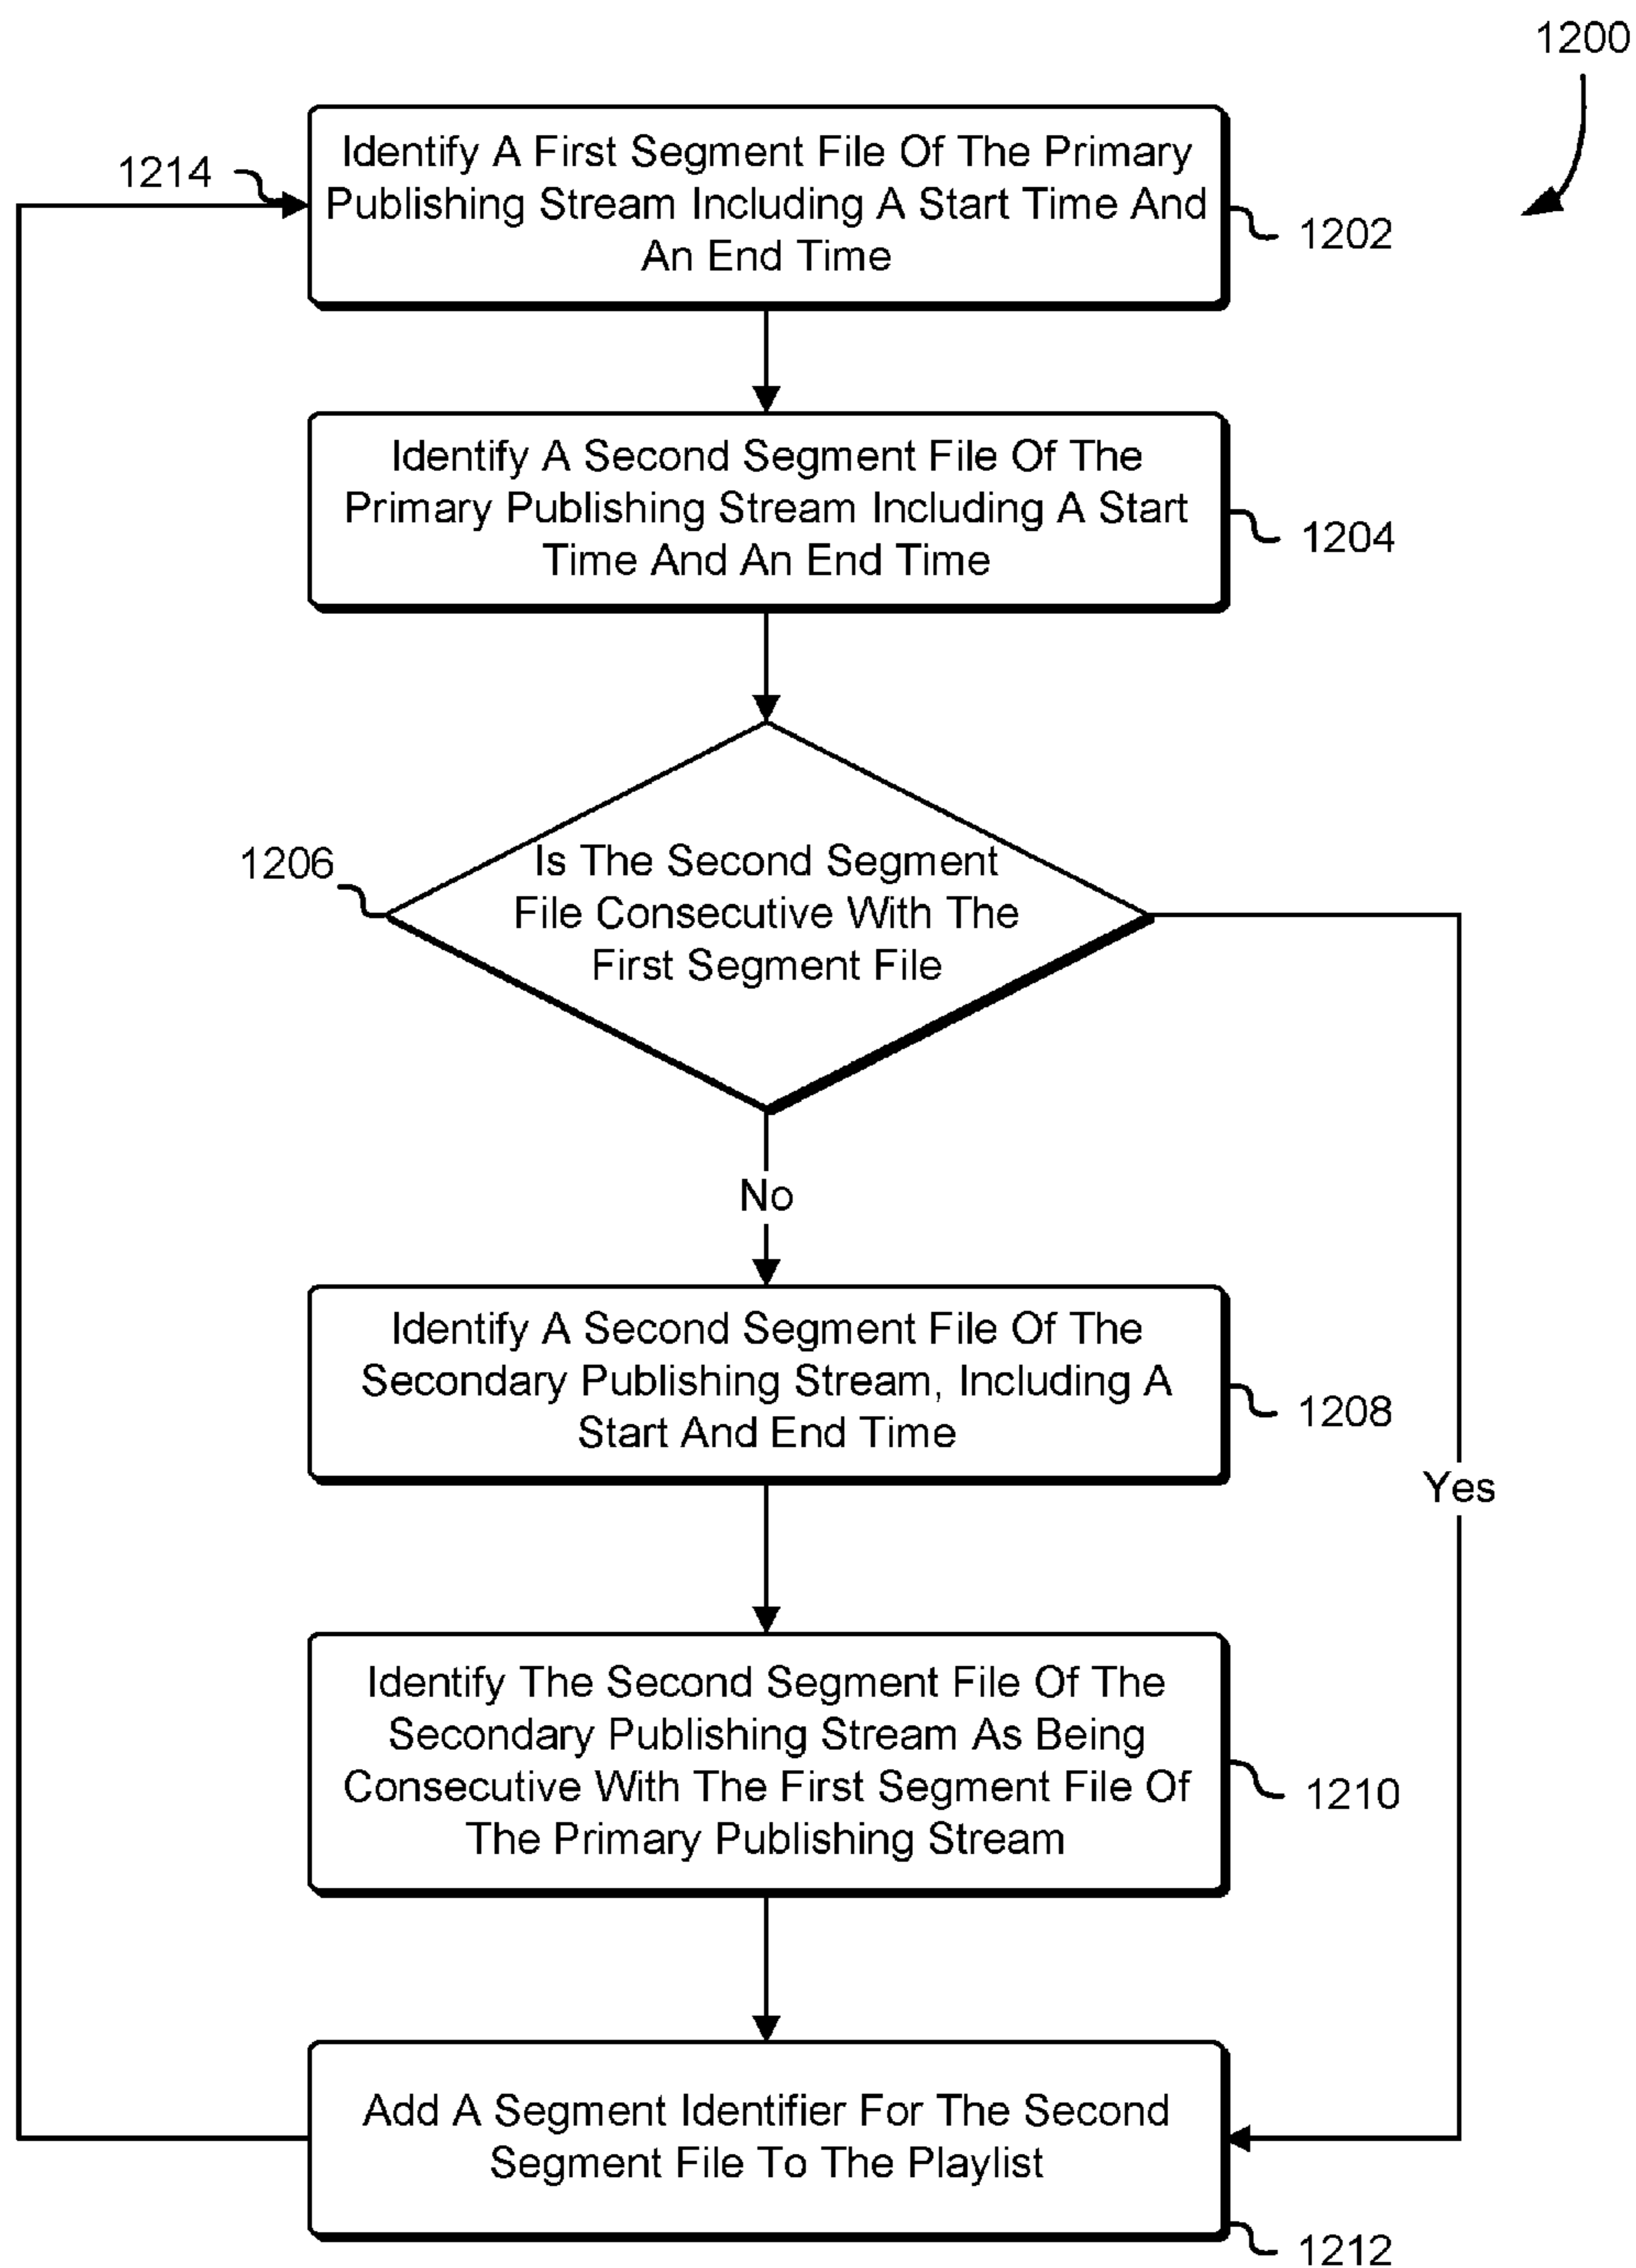 1200
Identify A First Segment File Of The Primary
Publishing Stream Including A Start Time And
An End Time
1214
1202
Identify A Second Segment File Of The
Primary Publishing Stream Including A Start
Time And An End Time
1204
Is The Second Segment
File Consecutive With The
First Segment File
1206
No
Identify A Second Segment File Of The
Secondary Publishing Stream, Including A
Start And End Time
1208
Yes
Identify The Second Segment File Of The
Secondary Publishing Stream As Being
Consecutive With The First Segment File Of
The Primary Publishing Stream
1210
Add A Segment Identifier For The Second
Segment File To The Playlist
1212